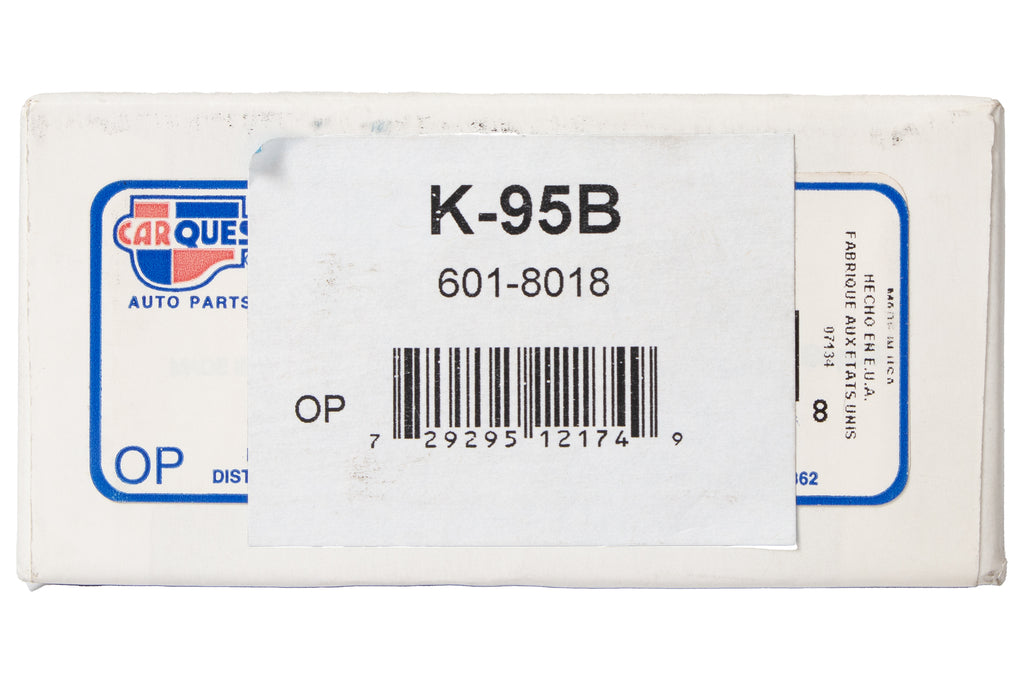 CARQUES
AUTO PARTS
OP
DIST
K-95B
601-8018
OP
7 29295 12174 9
8
362
97134
FABRIQUE AUX ETATS UNIS
HECHO EN E.U.A.
MADE IN USA